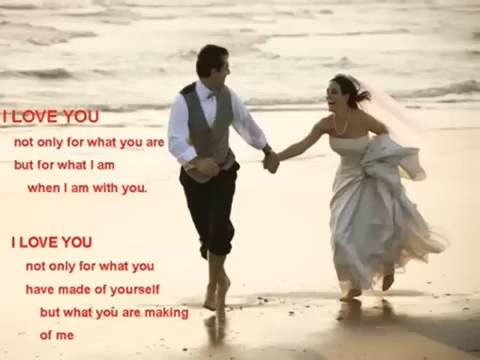 I LOVE YOU
not only for what you are
but for what I am
when I am with you.
I LOVE YOU
not only for what you
have made of yourself
but what you are making
of me